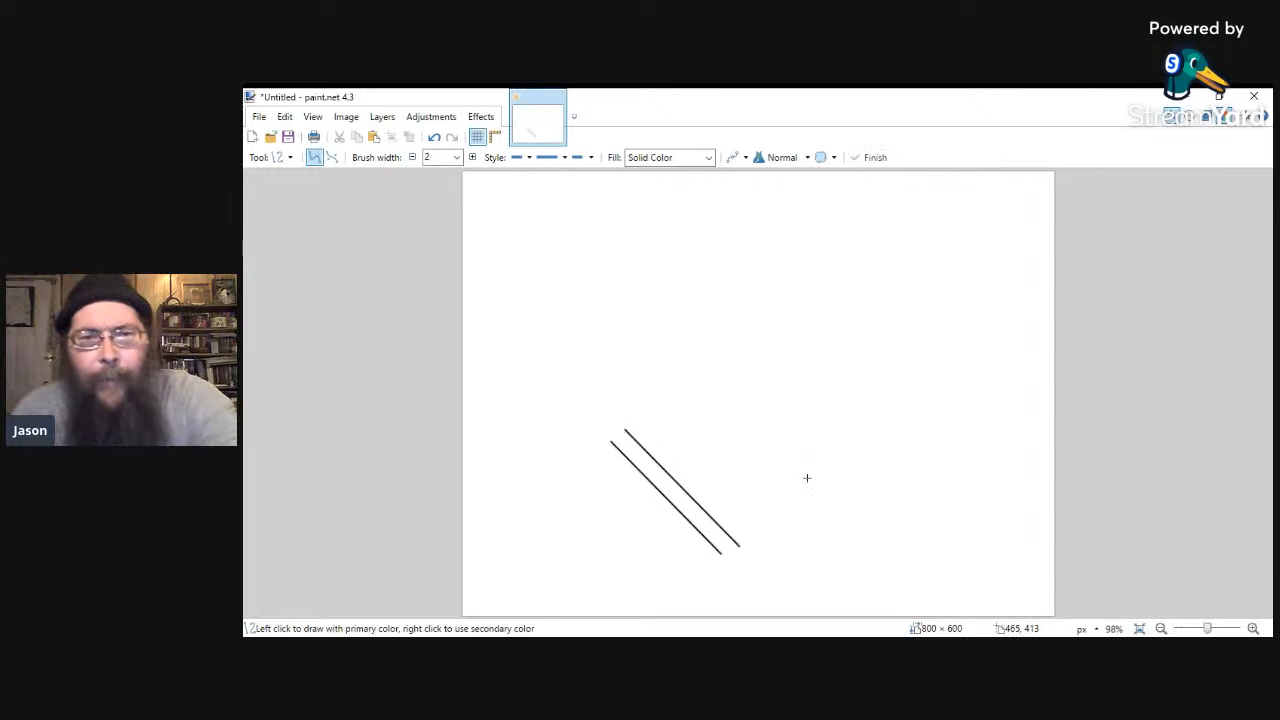 Powered by
S
StreamYard
*Untitled - paint.net 4.3
File Edit View Image Layers Adjustments Effects
Tool: Brush width: 2 Style: Fill: Solid Color Normal Finish
Jason
Left click to draw with primary color, right click to use secondary color 800 × 600 465, 413 px 98%